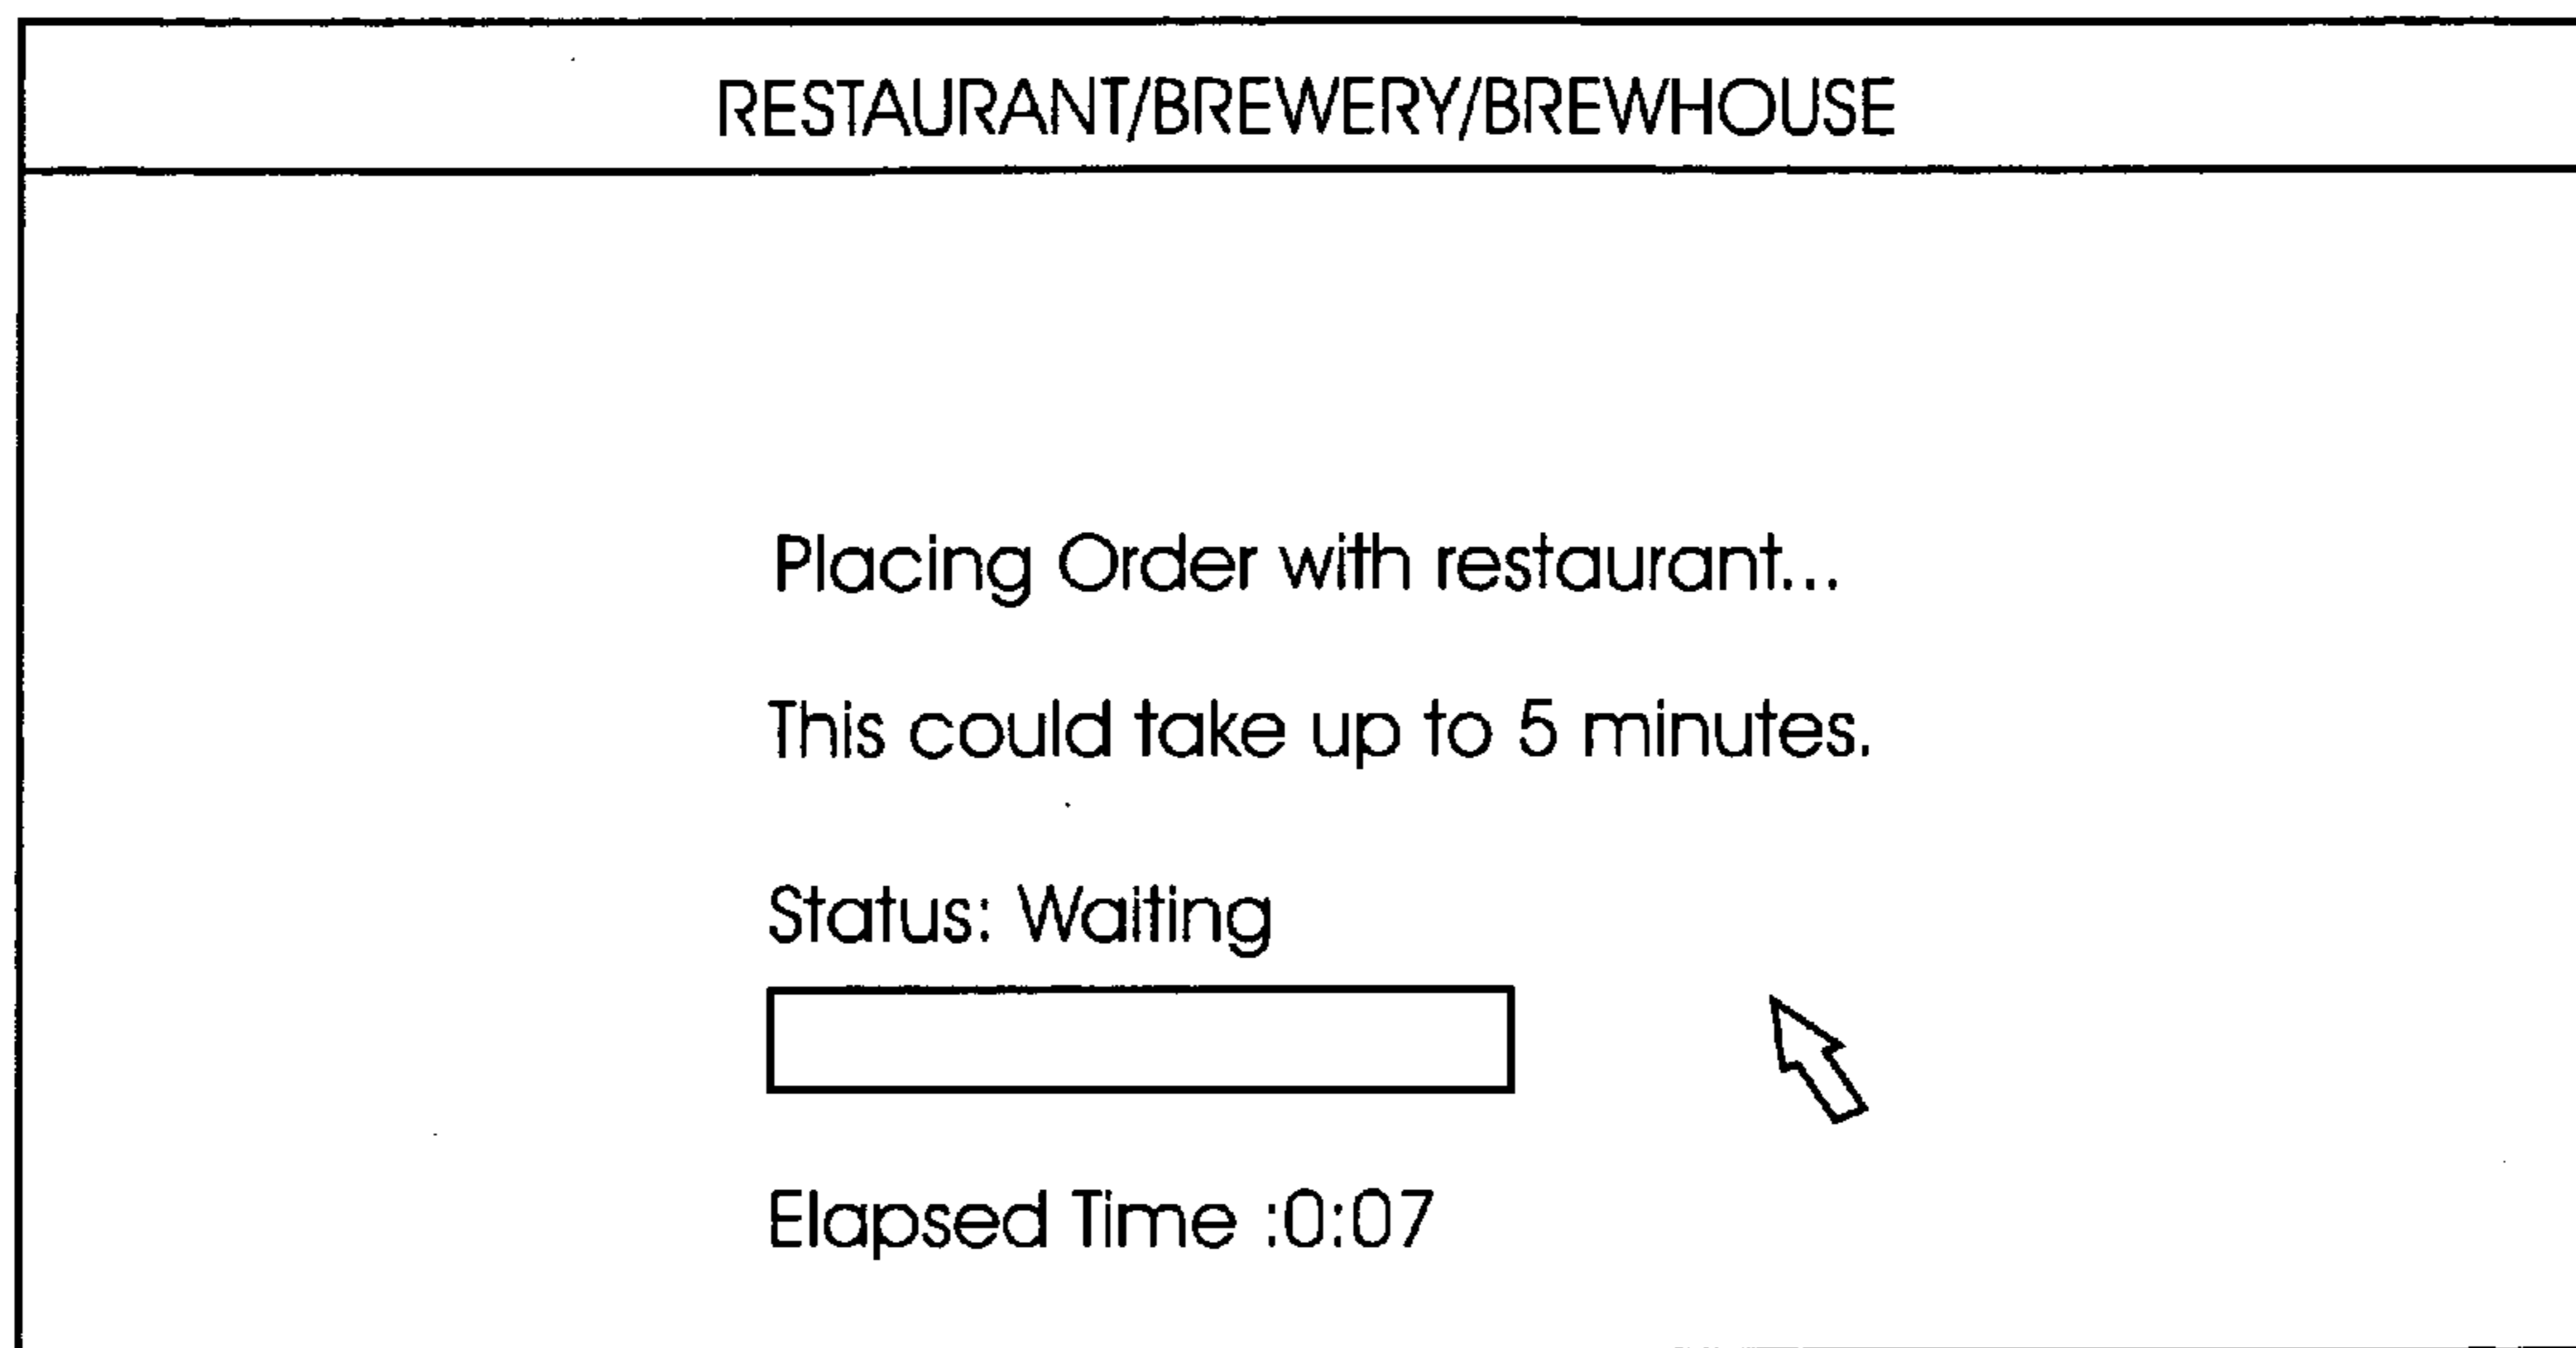 RESTAURANT/BREWERY/BREWHOUSE
Placing Order with restaurant...
This could take up to 5 minutes.
Status: Waiting
Elapsed Time :0:07